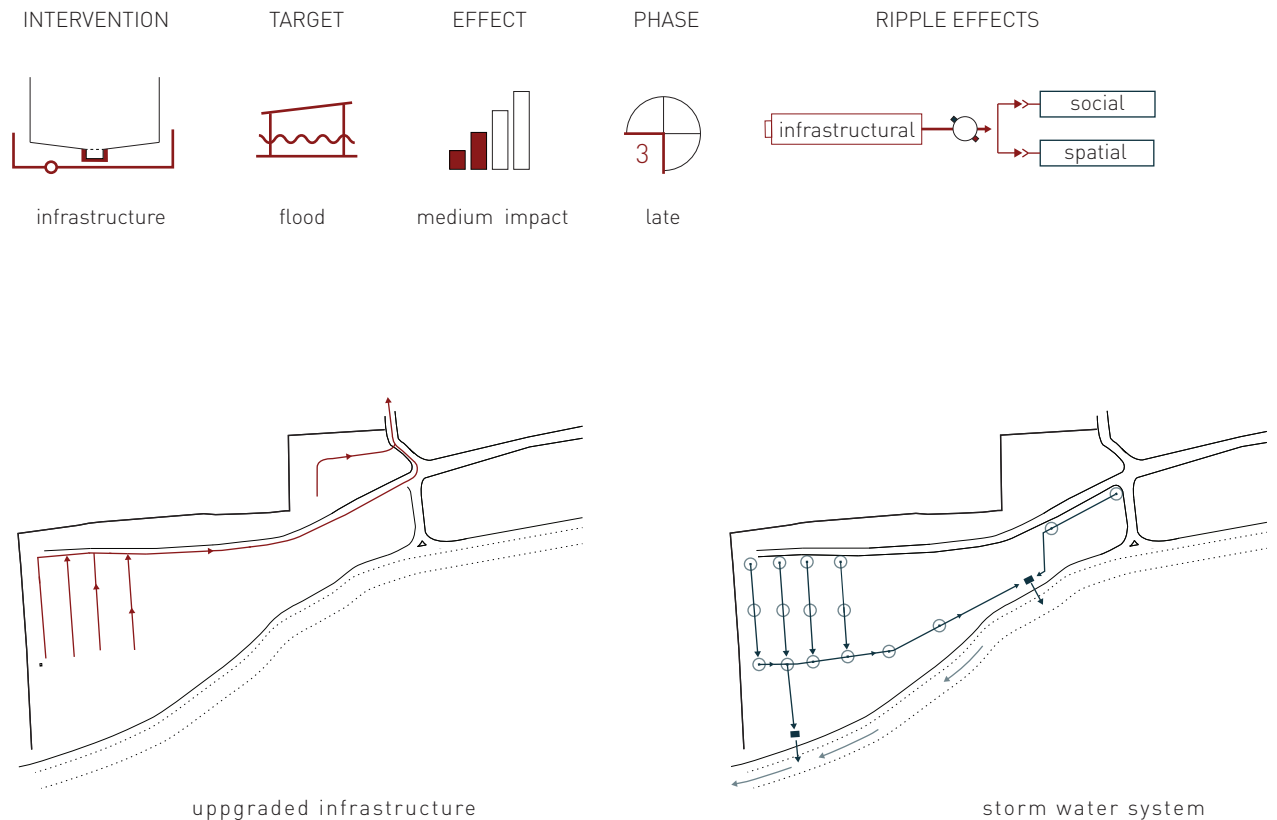 INTERVENTION TARGET EFFECT PHASE RIPPLE EFFECTS
social
infrastructural
3
spatial
infrastructure flood medium impact late
uppgraded infrastructure storm water system